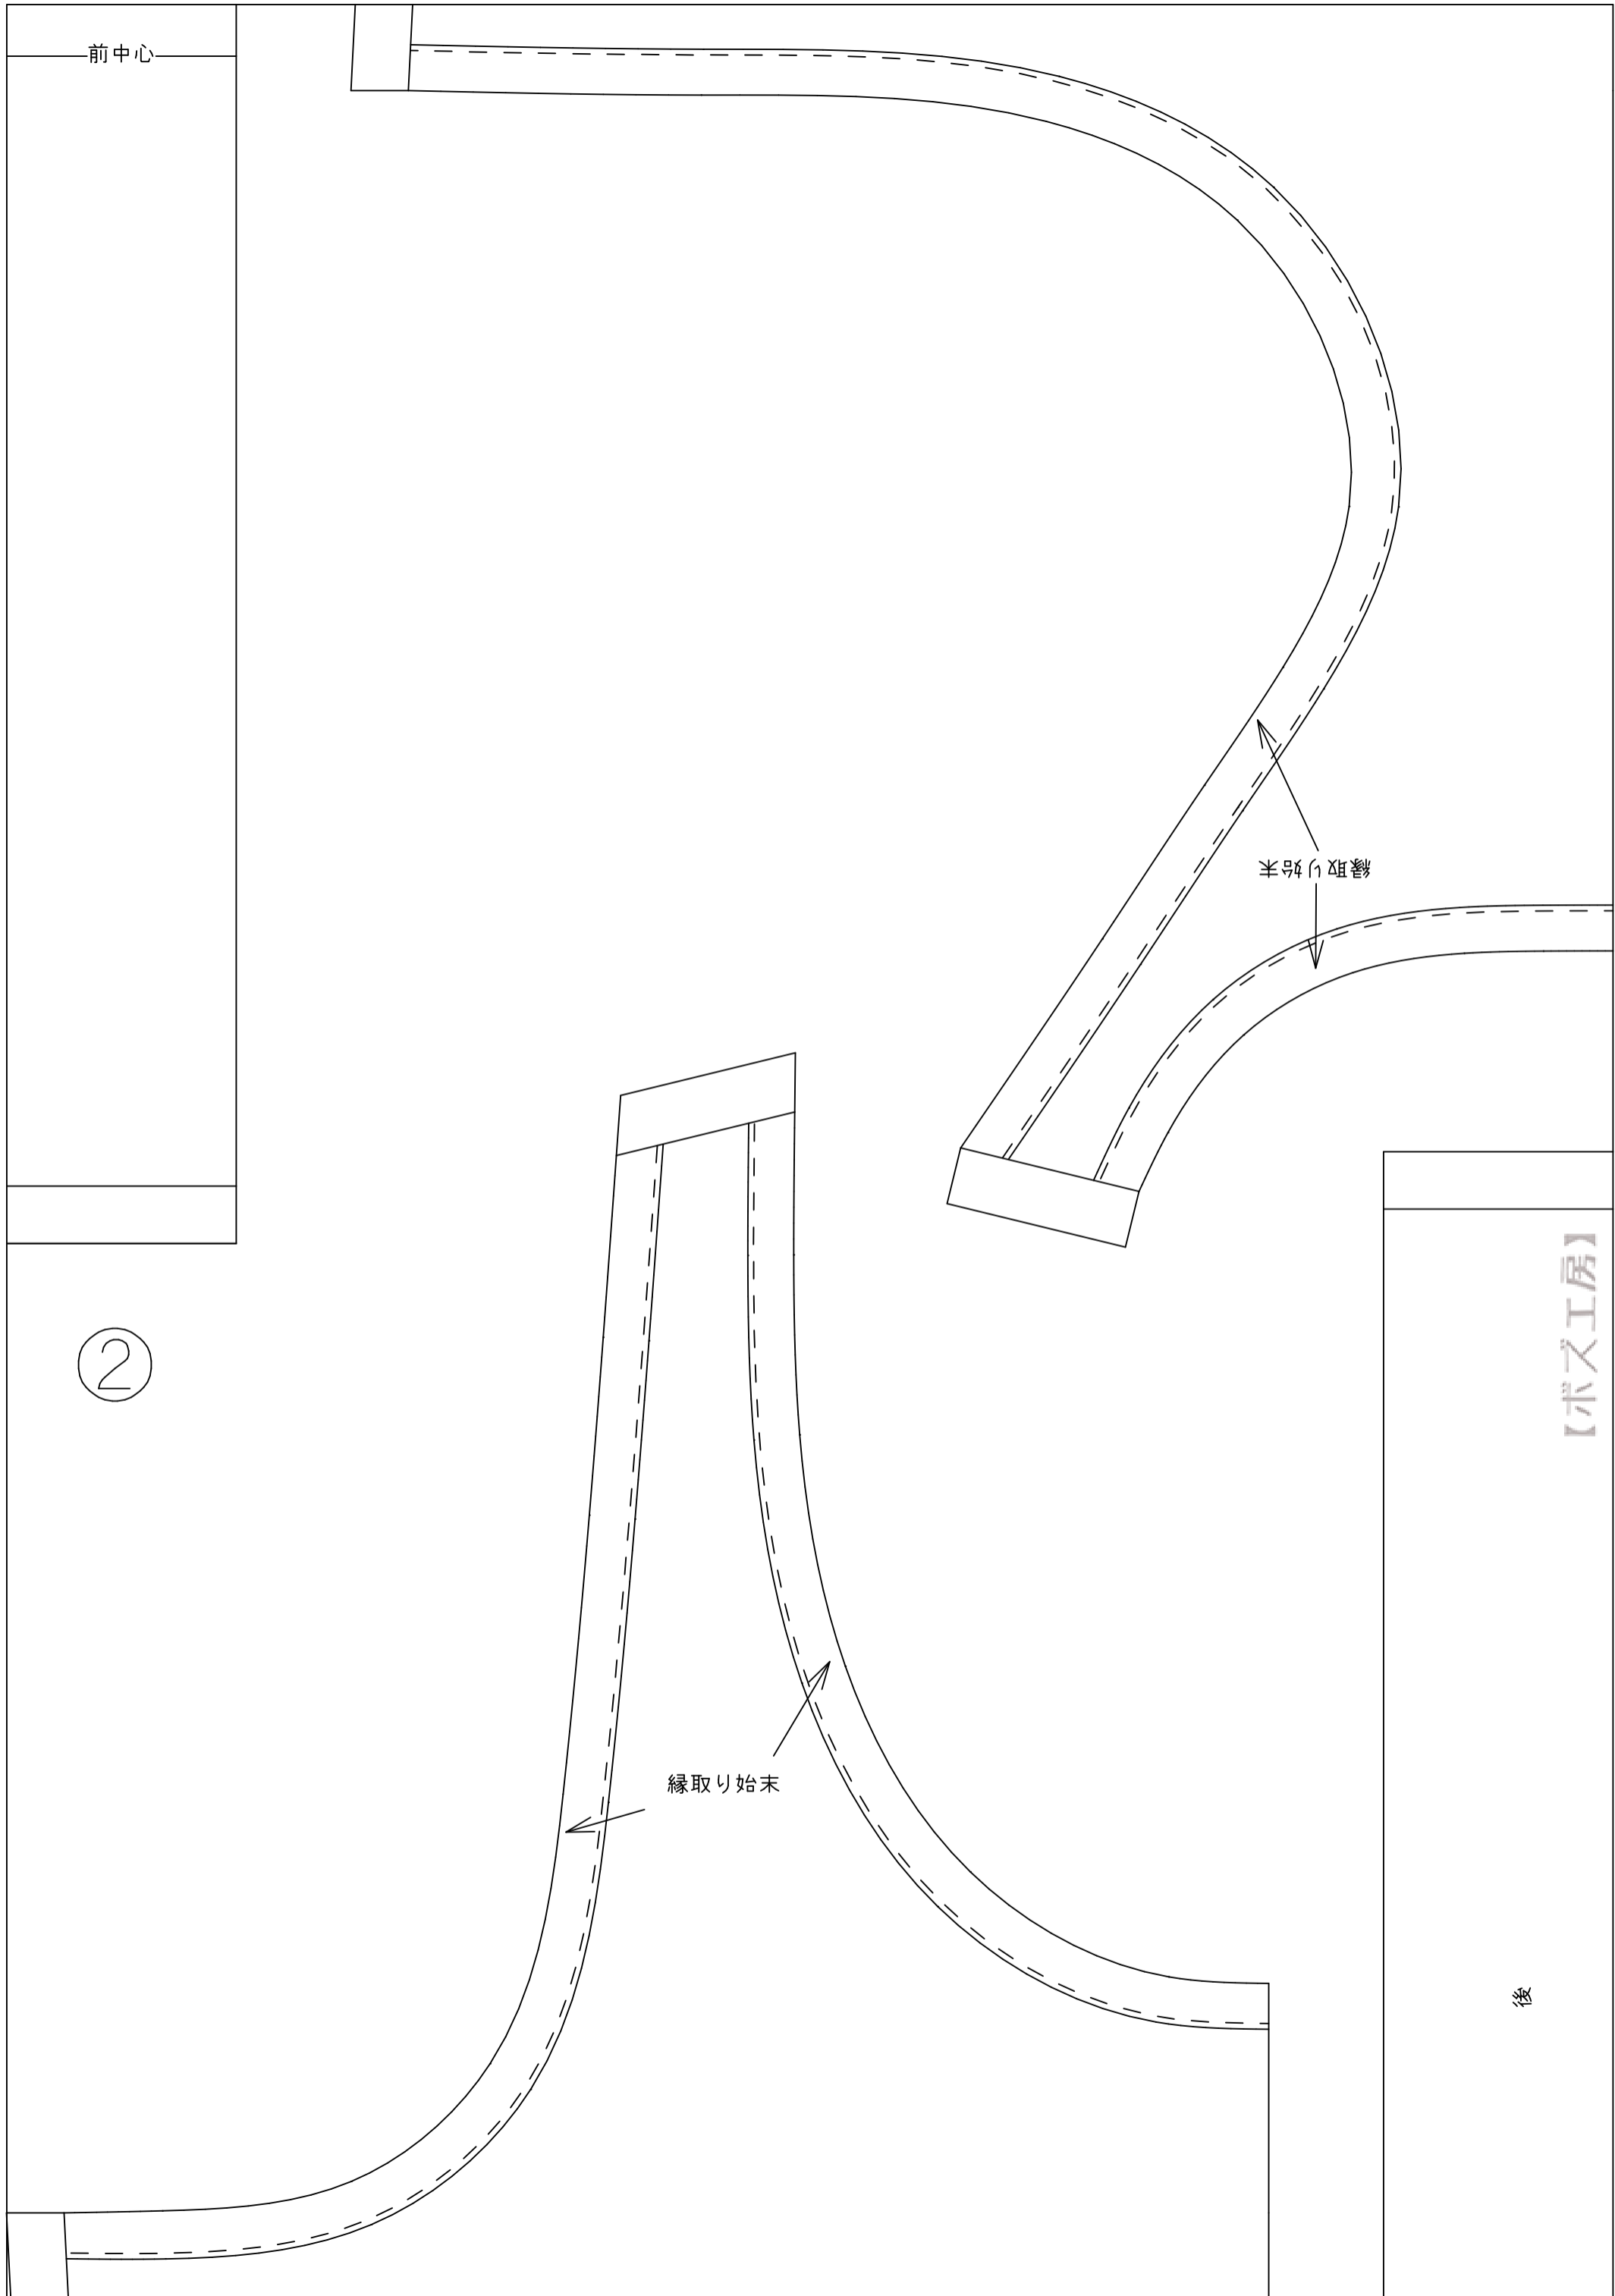 前中心
縁取り始末
②
【ボズ工房】
縁取り始末
後